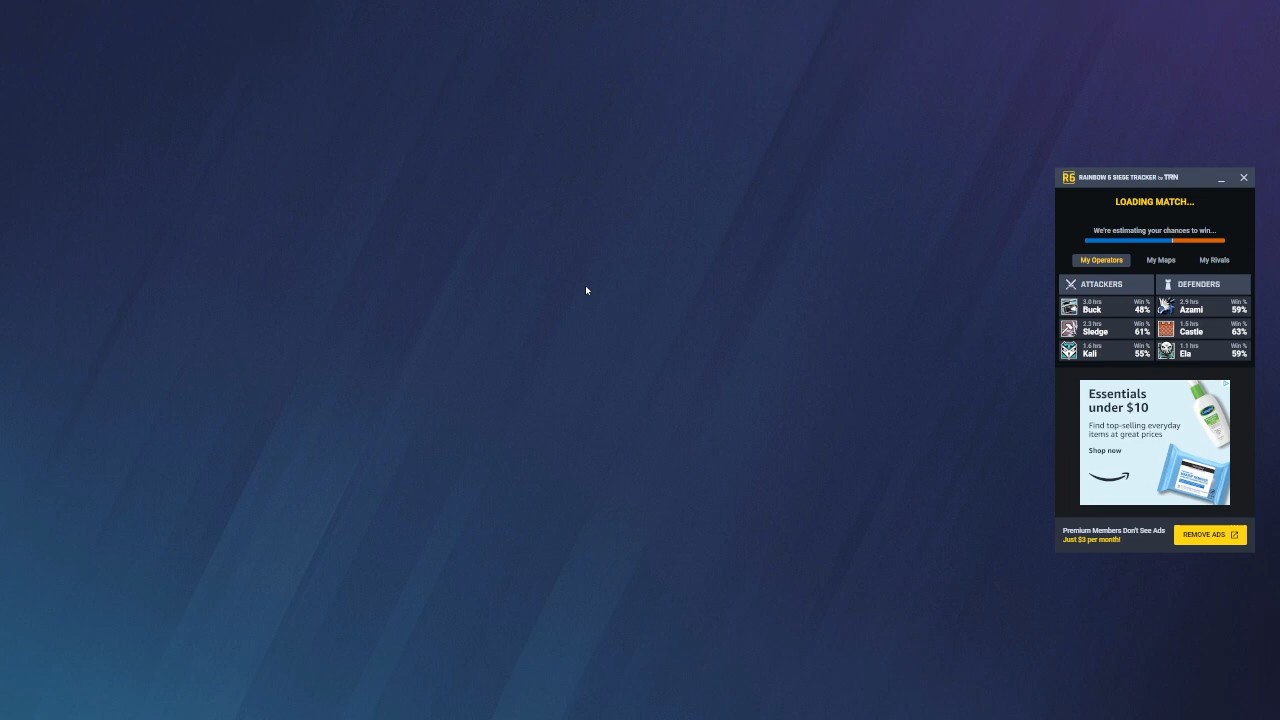 R6 RAINBOW 6 SIEGE TRACKER by TRN
LOADING MATCH...
We're estimating your chances to win...
My Operators My Maps My Rivals
ATTACKERS DEFENDERS
3.0 hrs Win % 2.9 hrs Win %
Buck 48% Azami 59%
2.3 hrs Win % 1.5 hrs Win %
Sledge 61% Castle 63%
1.6 hrs Win % 1.1 hrs Win %
Kali 55% Ela 59%
Essentials
under $10
Find top-selling everyday
items at great prices
Shop now
Premium Members Don't See Ads
Just $3 per month!
REMOVE ADS